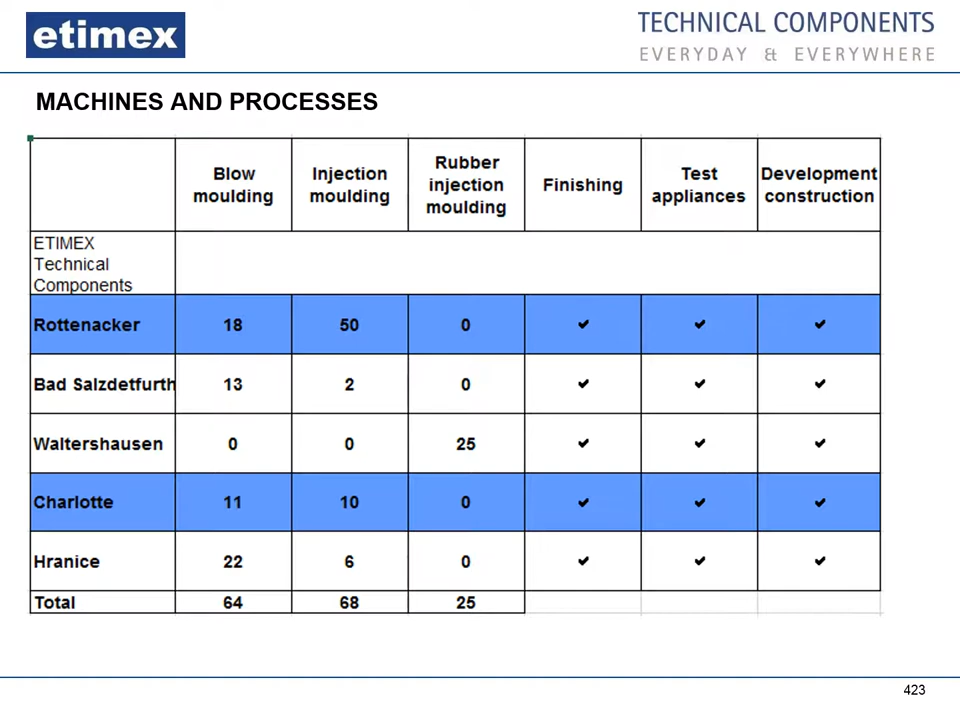 etimex
TECHNICAL COMPONENTS
EVERYDAY & EVERYWHERE
MACHINES AND PROCESSES
Blow moulding Injection moulding Rubber injection moulding Finishing Test appliances Development construction
ETIMEX
Technical
Components
Rottenacker 18 50 0 ✔ ✔ ✔
Bad Salzdetfurth 13 2 0 ✔ ✔ ✔
Waltershausen 0 0 25 ✔ ✔ ✔
Charlotte 11 10 0 ✔ ✔ ✔
Hranice 22 6 0 ✔ ✔ ✔
Total 64 68 25
423